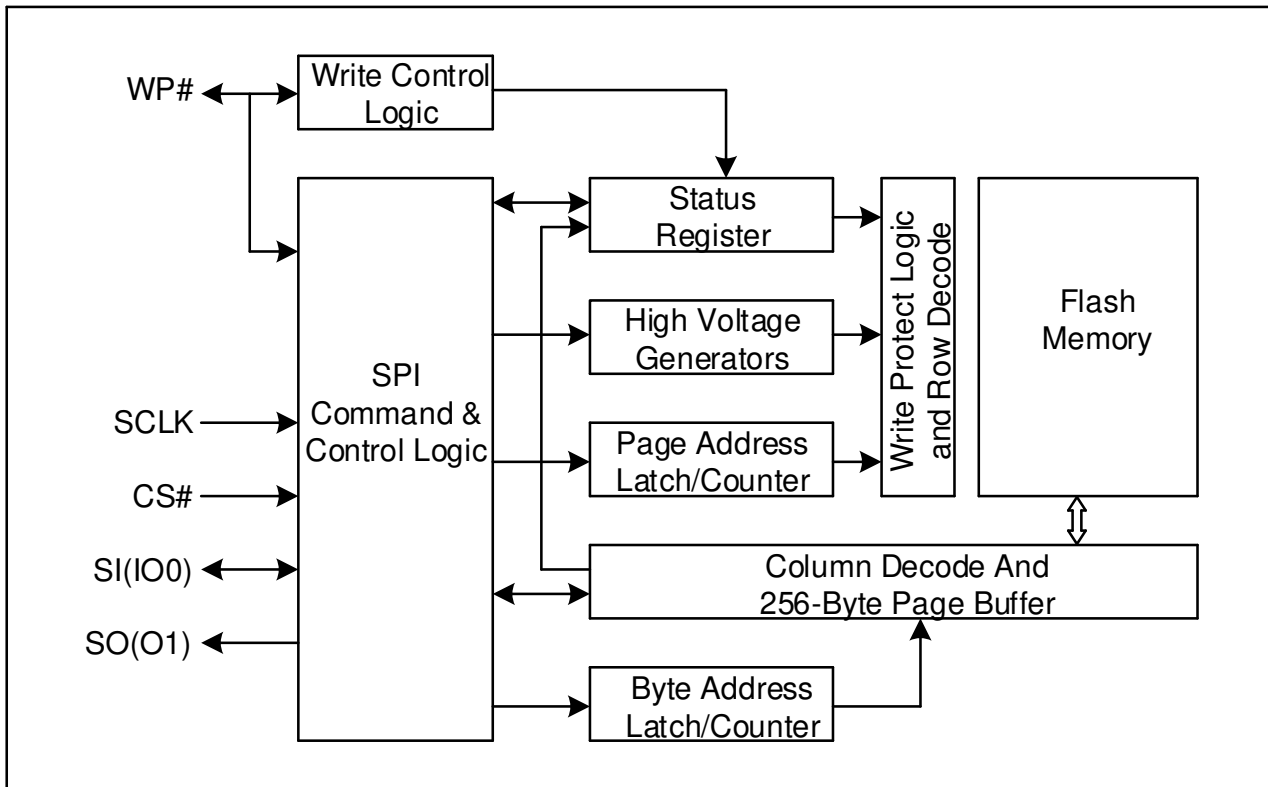 WP#
Write Control
Logic
Status
Register
High Voltage
Generators
Page Address
Latch/Counter
Write Protect Logic
and Row Decode
Flash
Memory
SPI
Command &
Control Logic
SCLK
CS#
SI(IO0)
SO(O1)
Column Decode And
256-Byte Page Buffer
Byte Address
Latch/Counter